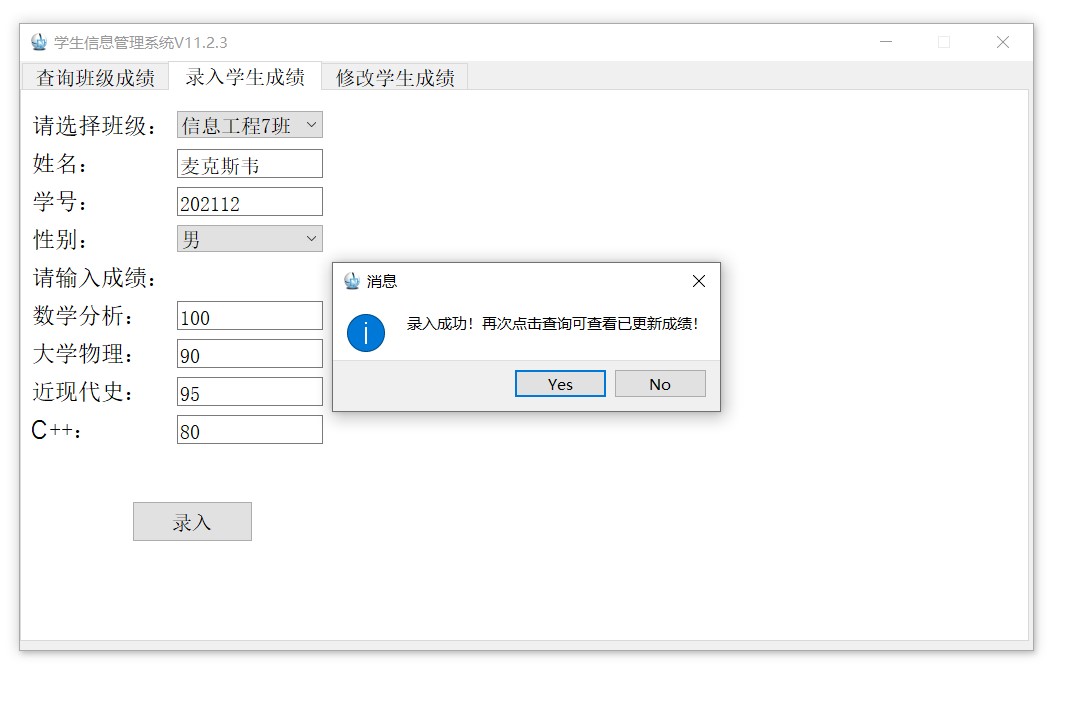 学生信息管理系统V11.2.3
查询班级成绩 录入学生成绩 修改学生成绩
请选择班级： 信息工程7班
姓名： 麦克斯韦
学号： 202112
性别： 男
请输入成绩：
数学分析： 100
大学物理： 90
近现代史： 95
C++： 80
录入
消息
录入成功！再次点击查询可查看已更新成绩！
Yes No